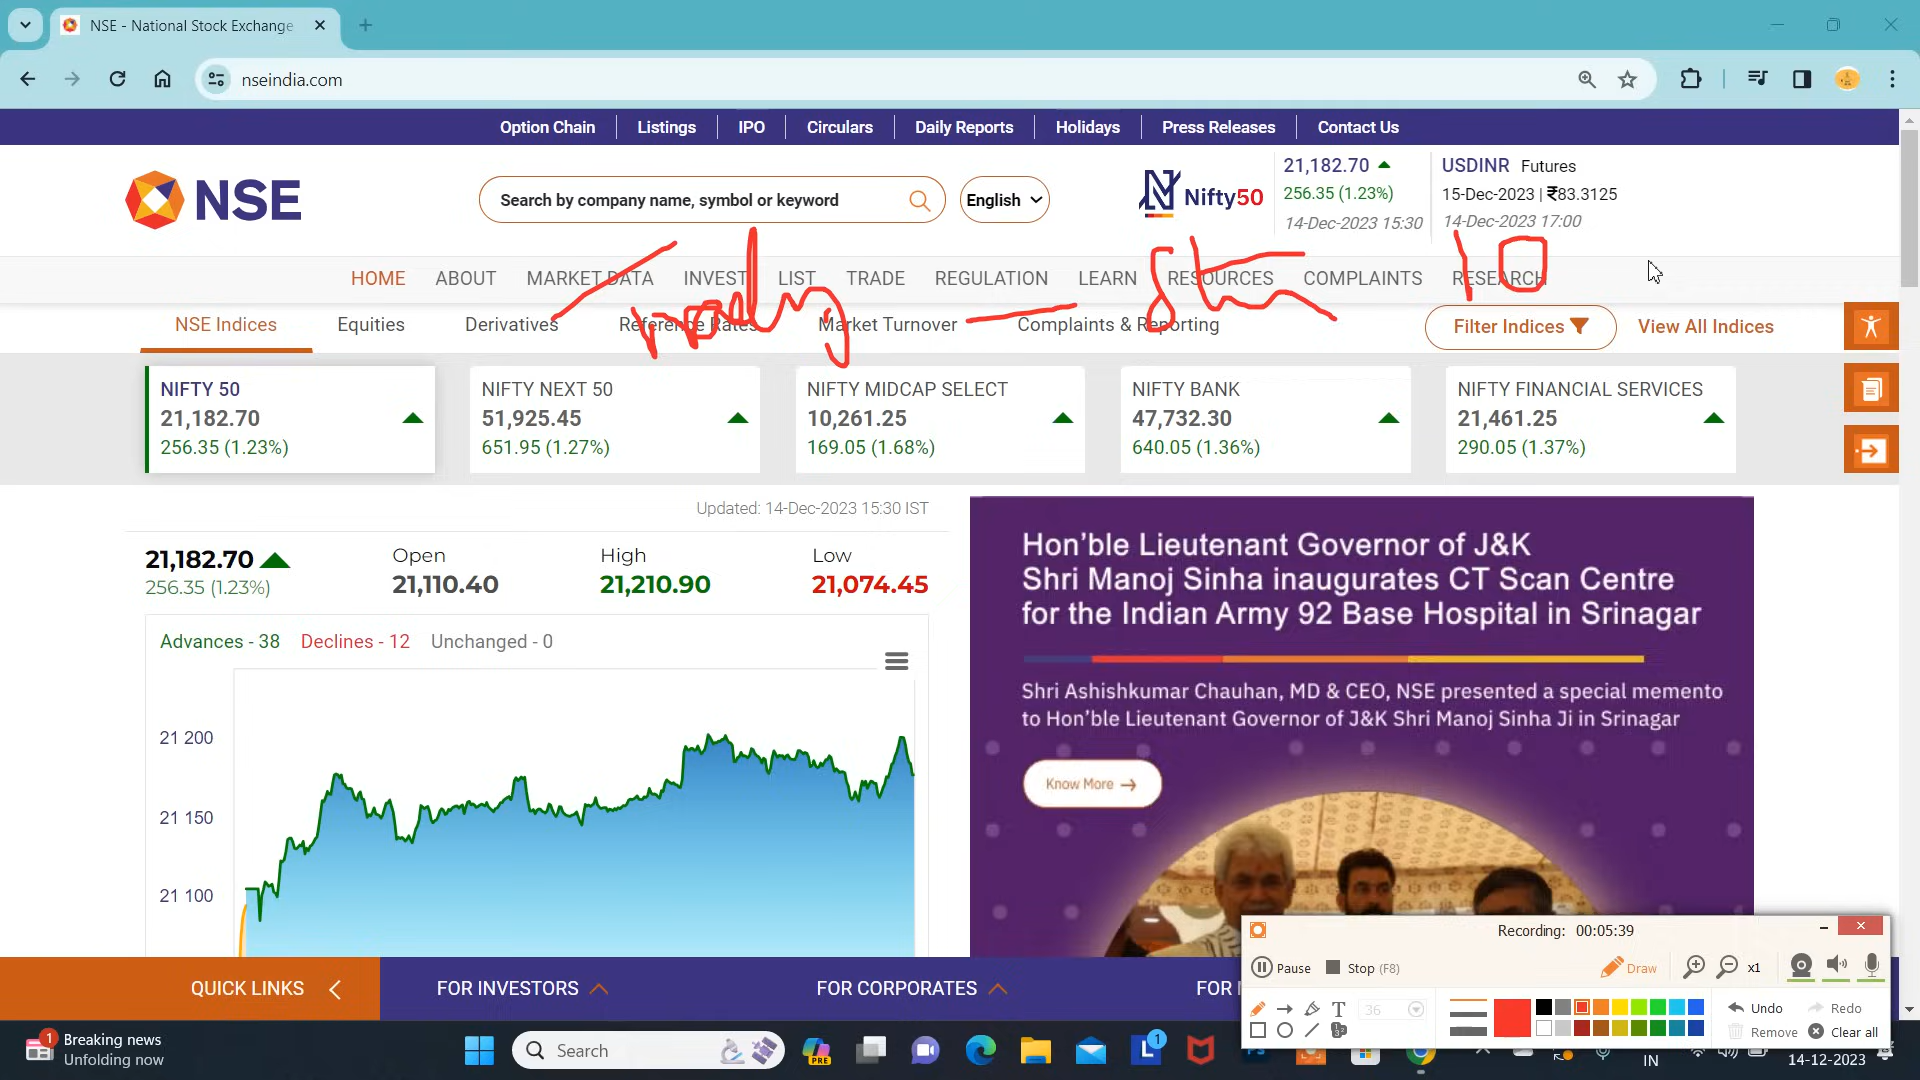 NSE - National Stock Exchange
nseindia.com
Option Chain Listings IPO Circulars Daily Reports Holidays Press Releases Contact Us
NSE
Search by company name, symbol or keyword
English
Nifty50
21,182.70
256.35 (1.23%)
14-Dec-2023 15:30
USDINR Futures
15-Dec-2023 | ₹83.3125
14-Dec-2023 17:00
HOME ABOUT MARKET DATA INVEST LIST TRADE REGULATION LEARN RESOURCES COMPLAINTS RESEARCH
10
NSE Indices Equities Derivatives Reference Rates Market Turnover Complaints & Reporting Filter Indices View All Indices
NIFTY 50
21,182.70
256.35 (1.23%)
NIFTY NEXT 50
51,925.45
651.95 (1.27%)
NIFTY MIDCAP SELECT
10,261.25
169.05 (1.68%)
NIFTY BANK
47,732.30
640.05 (1.36%)
NIFTY FINANCIAL SERVICES
21,461.25
290.05 (1.37%)
Updated: 14-Dec-2023 15:30 IST
21,182.70
256.35 (1.23%)
Open
21,110.40
High
21,210.90
Low
21,074.45
Advances - 38 Declines - 12 Unchanged - 0
21 200
21 150
21 100
Hon’ble Lieutenant Governor of J&K
Shri Manoj Sinha inaugurates CT Scan Centre
for the Indian Army 92 Base Hospital in Srinagar
Shri Ashishkumar Chauhan, MD & CEO, NSE presented a special memento
to Hon’ble Lieutenant Governor of J&K Shri Manoj Sinha Ji in Srinagar
Know More
QUICK LINKS FOR INVESTORS FOR CORPORATES
Recording: 00:05:39
Pause Stop (F8) Draw x1
T 36 Undo Redo
Remove Clear all
1
Breaking news
Unfolding now
Search
PRE
L 1
IN
14-12-2023